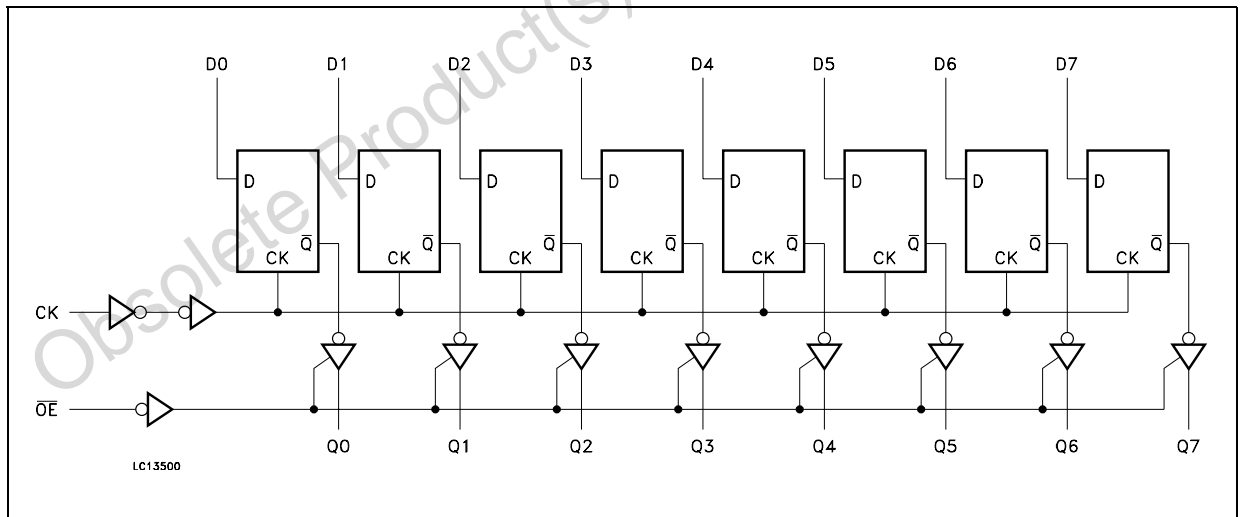 Obsolete Product(s)
D0 D1 D2 D3 D4 D5 D6 D7
D D D D D D D D
Q̅ Q̅ Q̅ Q̅ Q̅ Q̅ Q̅ Q̅
CK CK CK CK CK CK CK CK
CK
O̅E̅
Q0 Q1 Q2 Q3 Q4 Q5 Q6 Q7
LC13500